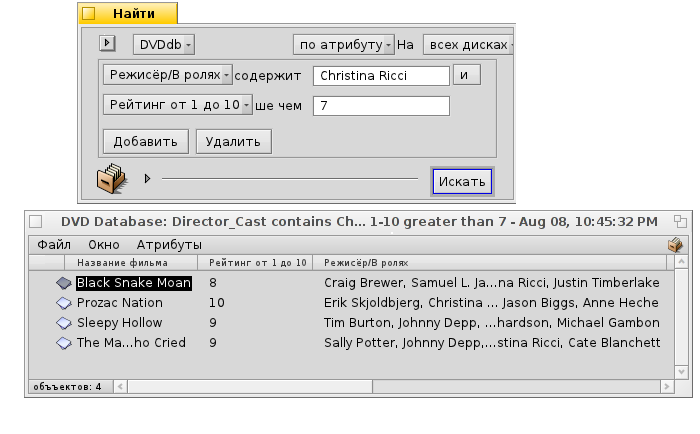 Найти
DVDdb по атрибуту На всех дисках
Режисёр/В ролях содержит Christina Ricci и
Рейтинг от 1 до 10 ше чем 7
Добавить Удалить
Искать
DVD Database: Director_Cast contains Ch... 1-10 greater than 7 - Aug 08, 10:45:32 PM
Файл Окно Атрибуты
Название фильма Рейтинг от 1 до 10 Режисёр/В ролях
Black Snake Moan 8 Craig Brewer, Samuel L. Ja...na Ricci, Justin Timberlake
Prozac Nation 10 Erik Skjoldbjerg, Christina ... Jason Biggs, Anne Heche
Sleepy Hollow 9 Tim Burton, Johnny Depp, ...hardson, Michael Gambon
The Ma...ho Cried 9 Sally Potter, Johnny Depp,...stina Ricci, Cate Blanchett
объектов: 4